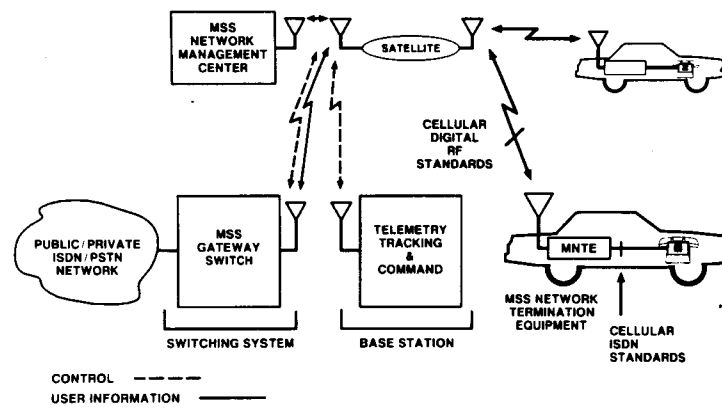 MSS
NETWORK
MANAGEMENT
CENTER
SATELLITE
CELLULAR
DIGITAL
RF
STANDARDS
PUBLIC/PRIVATE
ISDN/PSTN
NETWORK
MSS
GATEWAY
SWITCH
TELEMETRY
TRACKING
&
COMMAND
MNTE
MSS NETWORK
TERMINATION
EQUIPMENT
CELLULAR
ISDN
STANDARDS
SWITCHING SYSTEM
BASE STATION
CONTROL
USER INFORMATION